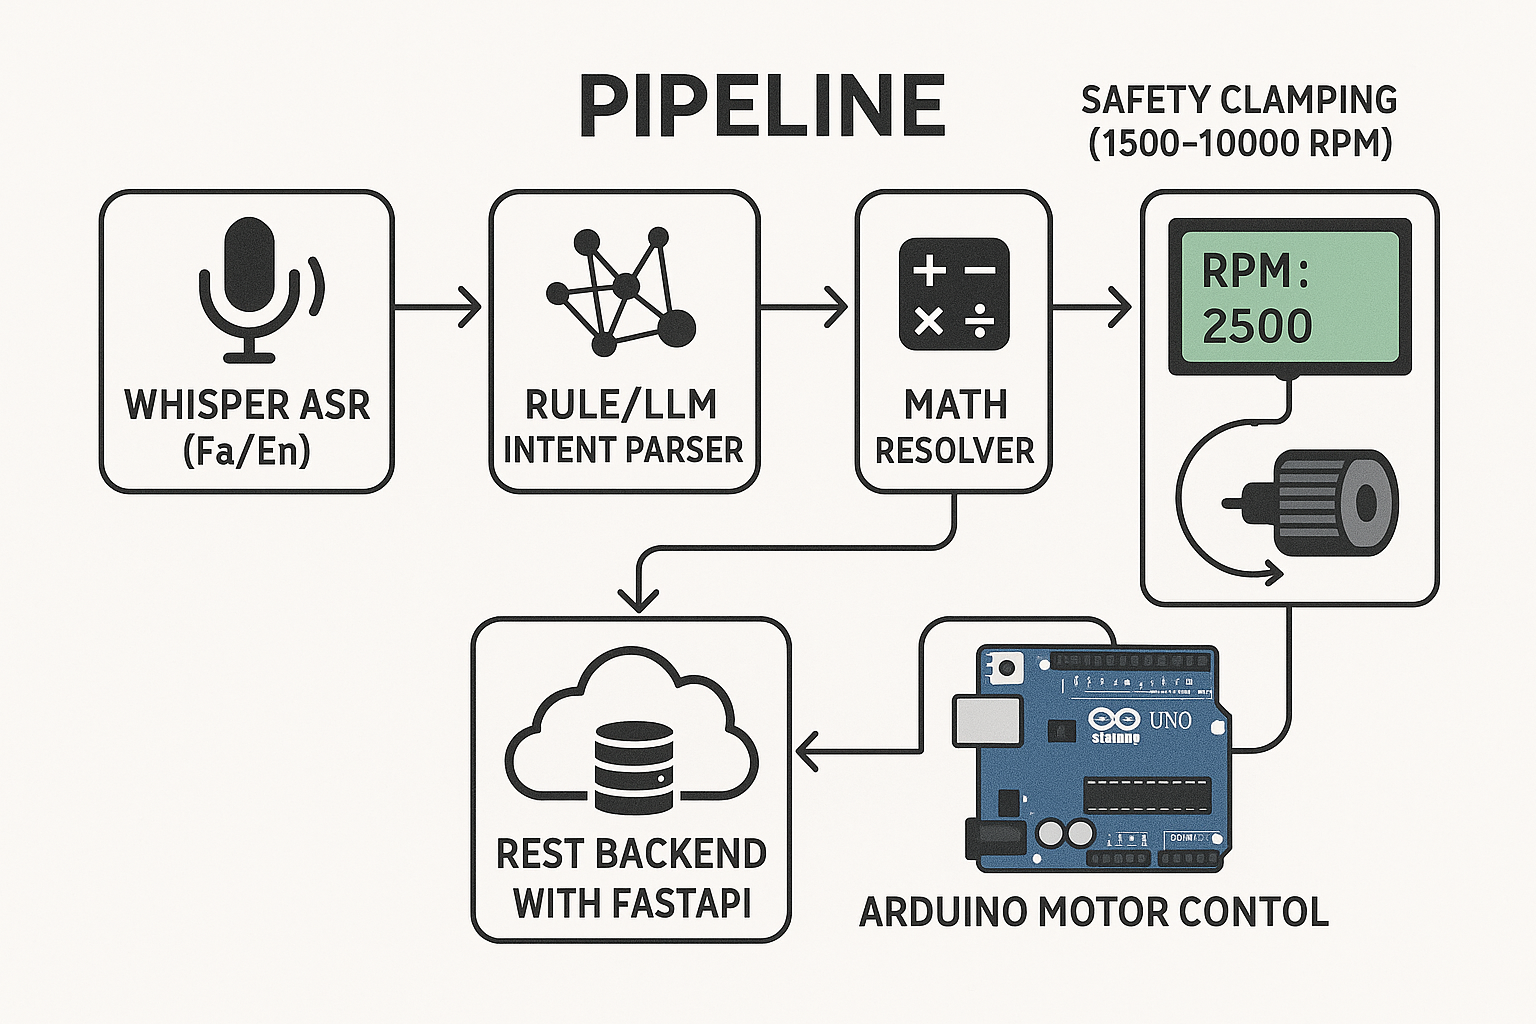 PIPELINE
SAFETY CLAMPING
(1500–10000 RPM)
WHISPER ASR
(Fa/En)
RULE/LLM
INTENT PARSER
+ −
× ÷
MATH
RESOLVER
RPM:
2500
REST BACKEND
WITH FASTAPI
UNO
ARDUINO MOTOR CONTOL